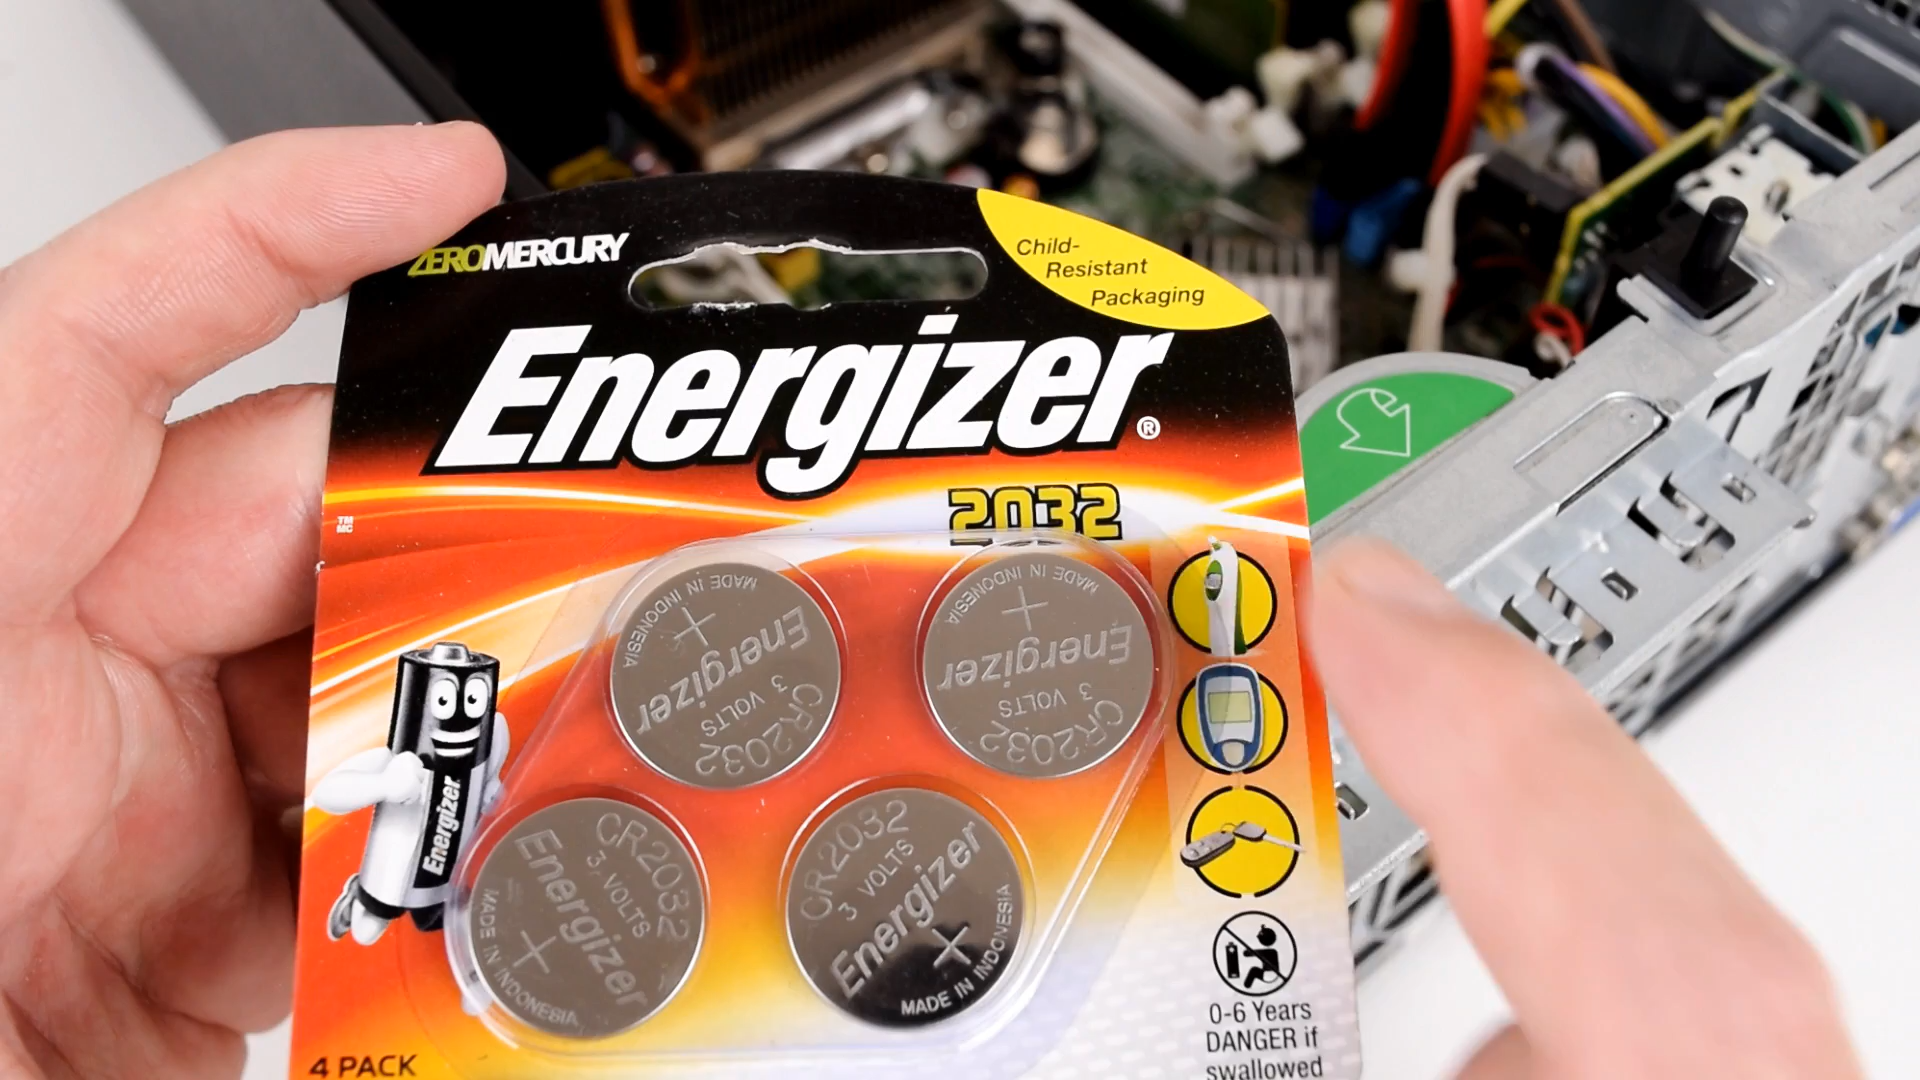 ZEROMERCURY
Child-
Resistant
Packaging
Energizer®
2032
TM
MC
MADE IN INDONESIA
Energizer
3 VOLTS
CR2032
MADE IN INDONESIA
Energizer
3 VOLTS
CR2032
Energizer
CR2032
3 VOLTS
Energizer
MADE IN INDONESIA
CR2032
3 VOLTS
Energizer
MADE IN INDONESIA
0-6 Years
DANGER if
swallowed
4 PACK